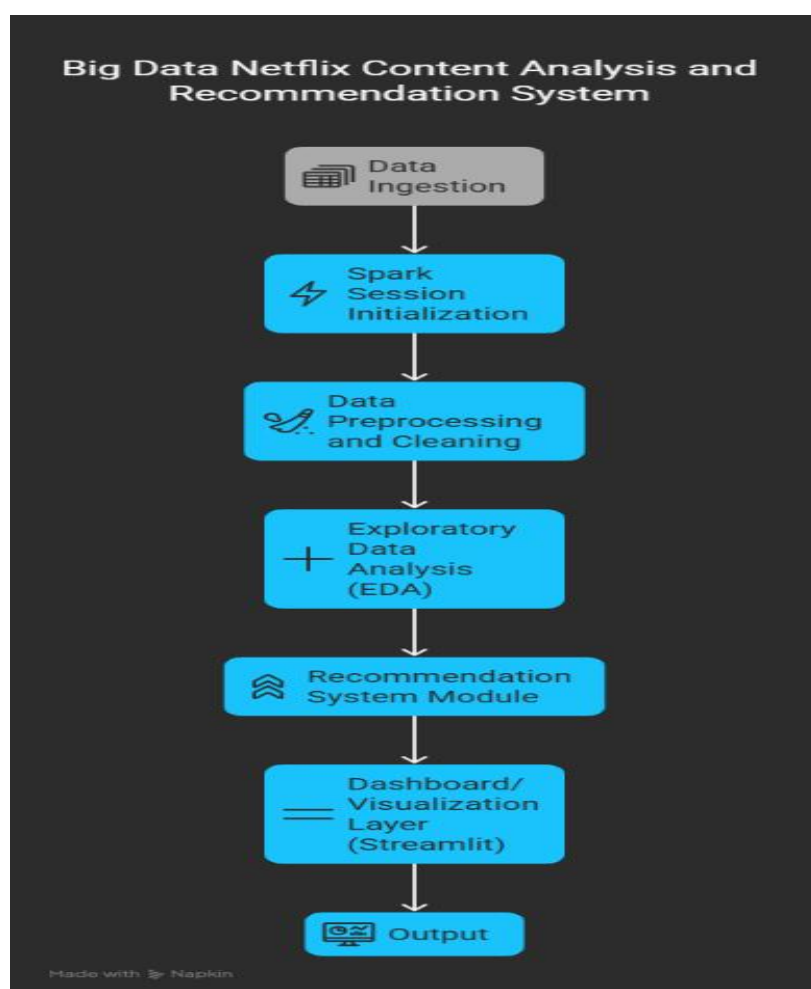 Big Data Netflix Content Analysis and
Recommendation System
Data
Ingestion
Spark
Session
Initialization
Data
Preprocessing
and Cleaning
Exploratory
Data
Analysis
(EDA)
Recommendation
System Module
Dashboard/
Visualization
Layer
(Streamlit)
Output
Made with Napkin